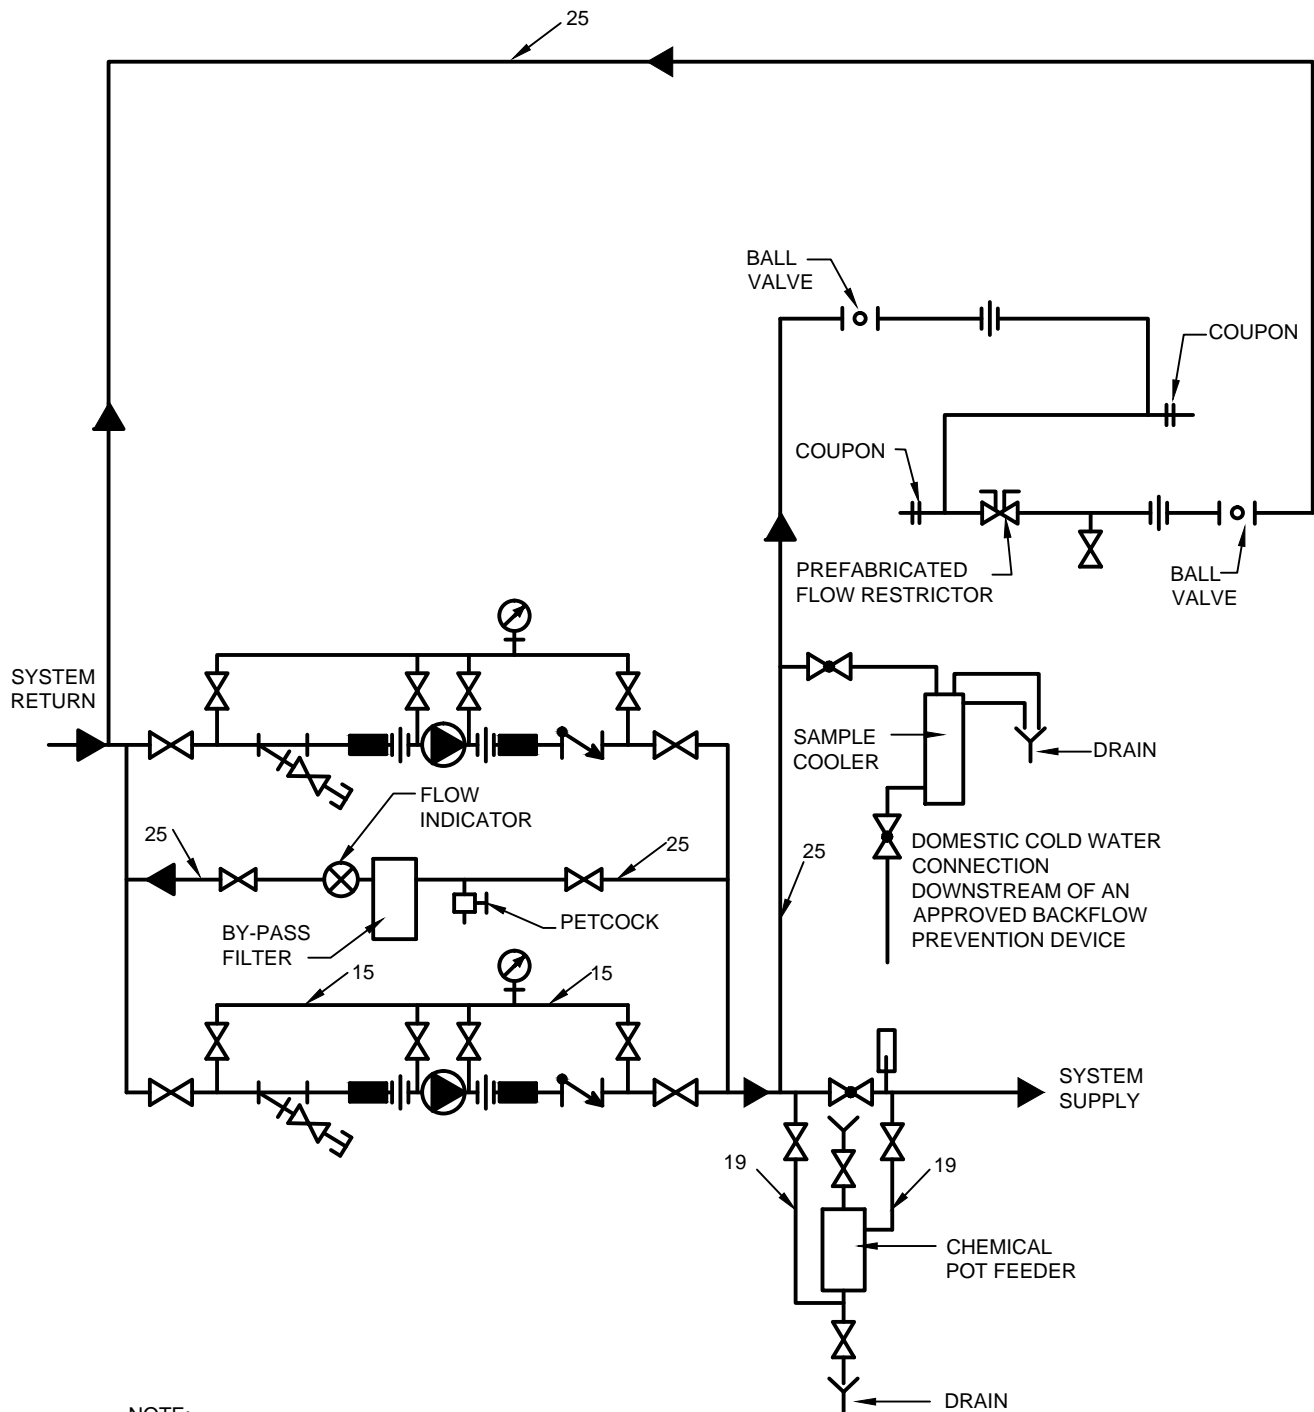 25
BALL
VALVE
COUPON
COUPON
PREFABRICATED
FLOW RESTRICTOR
BALL
VALVE
SYSTEM
RETURN
SAMPLE
COOLER
DRAIN
FLOW
INDICATOR
25
25
25
DOMESTIC COLD WATER
CONNECTION
DOWNSTREAM OF AN
APPROVED BACKFLOW
PREVENTION DEVICE
BY-PASS
FILTER
PETCOCK
15
15
SYSTEM
SUPPLY
19
19
CHEMICAL
POT FEEDER
DRAIN
NOTE: